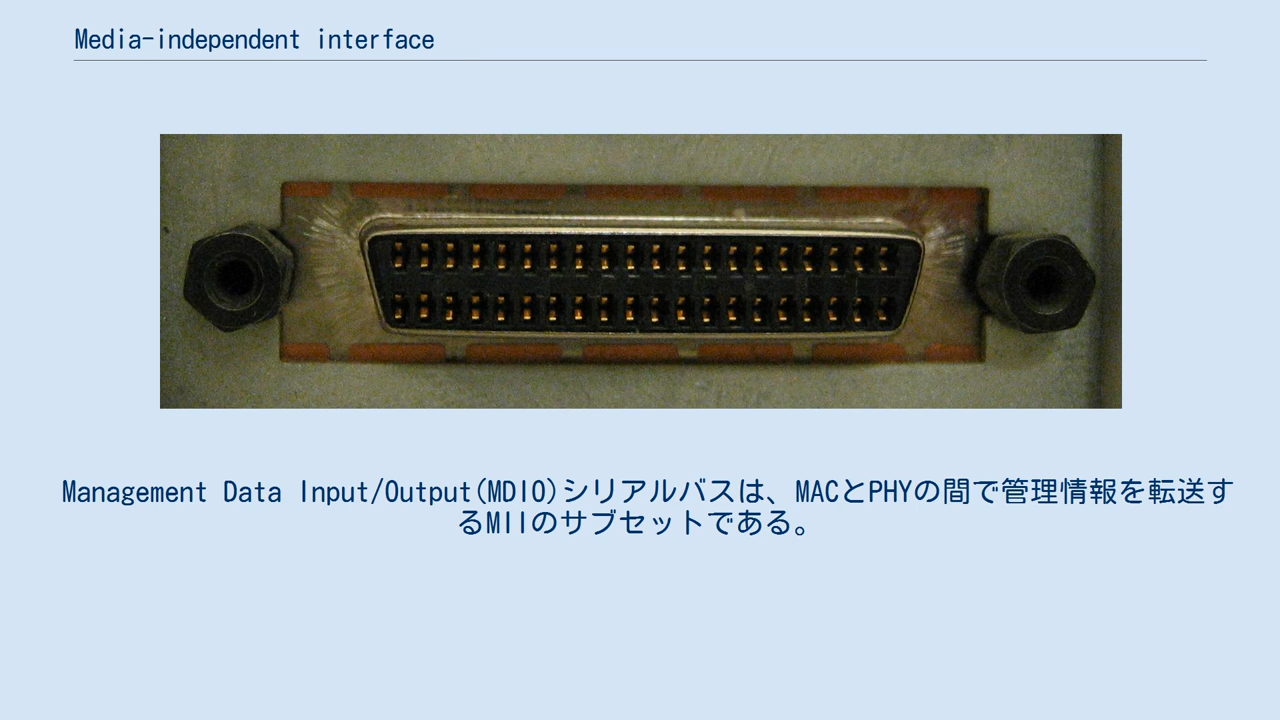 Media-independent interface
Management Data Input/Output(MDIO)シリアルバスは、MACとPHYの間で管理情報を転送す
るMIIのサブセットである。